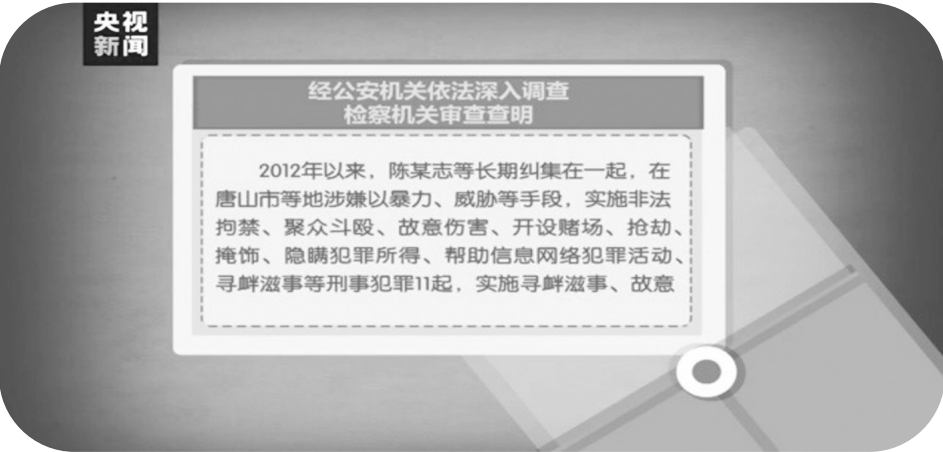 央视
新闻
经公安机关依法深入调查
检察机关审查查明
2012年以来，陈某志等长期纠集在一起，在
唐山市等地涉嫌以暴力、威胁等手段，实施非法
拘禁、聚众斗殴、故意伤害、开设赌场、抢劫、
掩饰、隐瞒犯罪所得、帮助信息网络犯罪活动、
寻衅滋事等刑事犯罪11起，实施寻衅滋事、故意